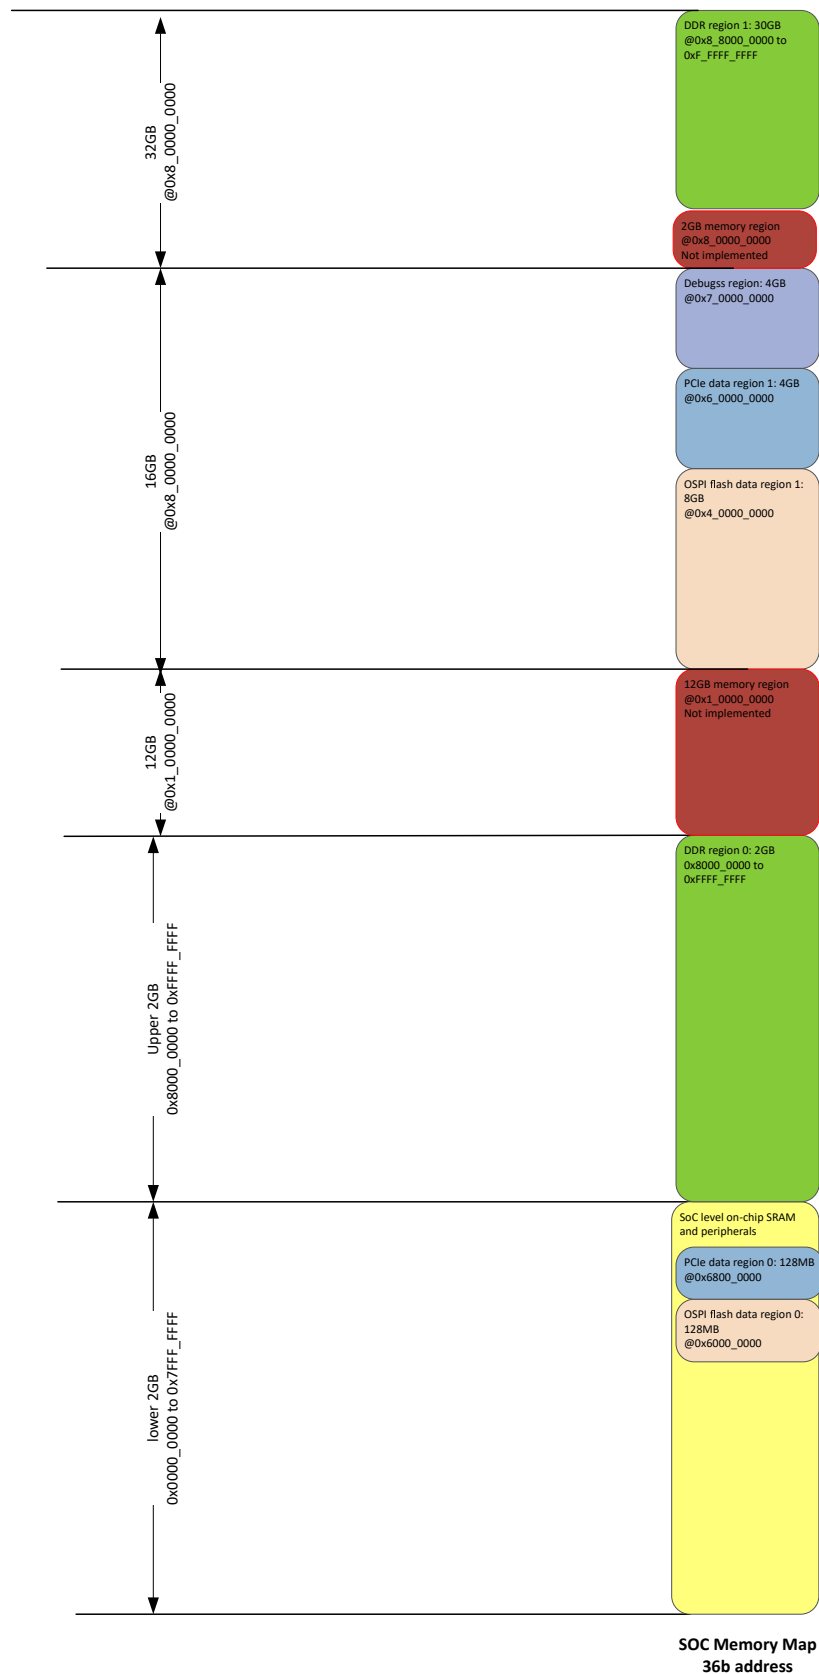 DDR region 1: 30GB
@0x8_8000_0000 to
0xF_FFFF_FFFF
32GB
@0x8_0000_0000
2GB memory region
@0x8_0000_0000
Not implemented
Debugss region: 4GB
@0x7_0000_0000
PCIe data region 1: 4GB
@0x6_0000_0000
16GB
@0x8_0000_0000
OSPI flash data region 1:
8GB
@0x4_0000_0000
12GB memory region
@0x1_0000_0000
Not implemented
12GB
@0x1_0000_0000
DDR region 0: 2GB
0x8000_0000 to
0xFFFF_FFFF
Upper 2GB
0x8000_0000 to 0xFFFF_FFFF
SoC level on-chip SRAM
and peripherals
PCIe data region 0: 128MB
@0x6800_0000
OSPI flash data region 0:
128MB
@0x6000_0000
lower 2GB
0x0000_0000 to 0x7FFF_FFFF
SOC Memory Map
36b address